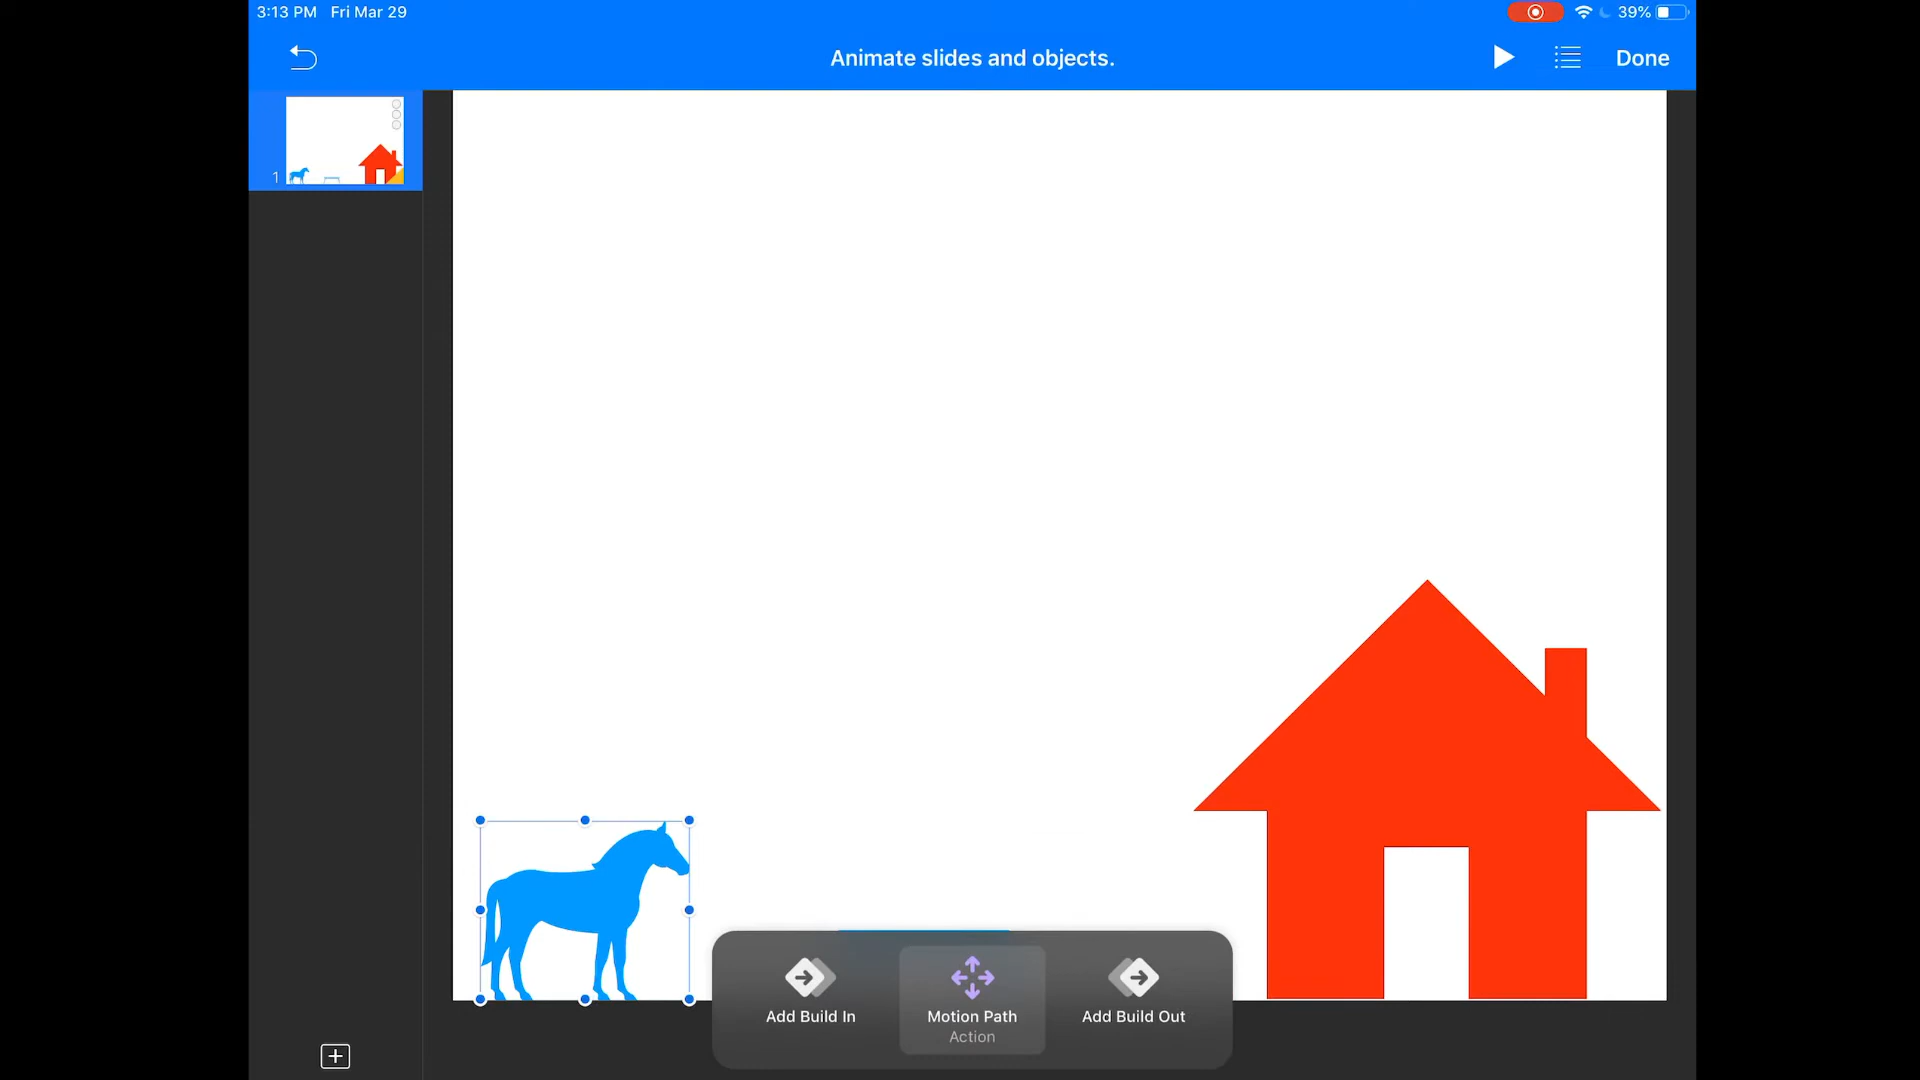 3:13 PM Fri Mar 29
39%
Animate slides and objects.
Done
1
Add Build In
Motion Path
Action
Add Build Out